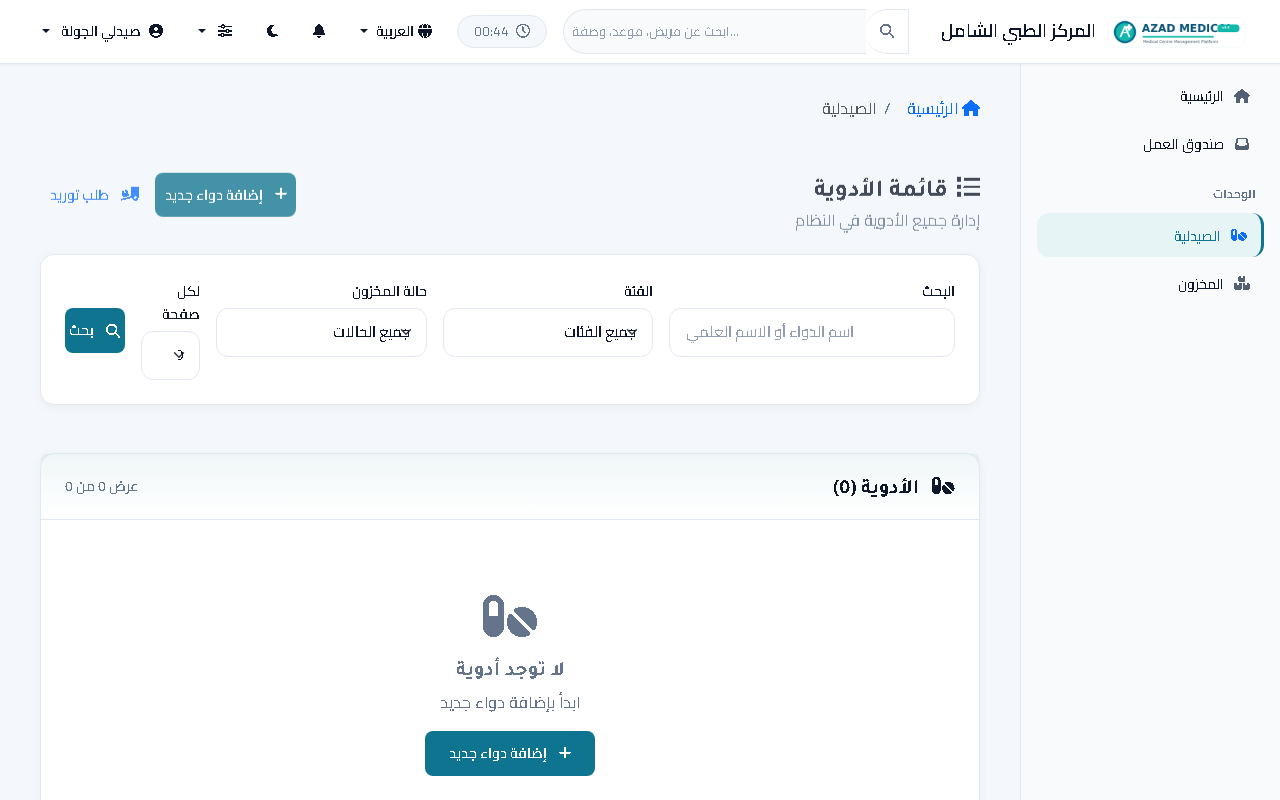 AZAD MEDIC
Medical Centre Management Platform
المركز الطبي الشامل
ابحث عن مريض، موعد، وصفة...
00:44
العربية
صيدلي الجولة
الرئيسية
صندوق العمل
الوحدات
الصيدلية
المخزون
الرئيسية / الصيدلية
قائمة الأدوية
إدارة جميع الأدوية في النظام
إضافة دواء جديد
طلب توريد
البحث
اسم الدواء أو الاسم العلمي
الفئة
جميع الفئات
حالة المخزون
جميع الحالات
لكل
صفحة
بحث
الأدوية (0)
عرض 0 من 0
لا توجد أدوية
ابدأ بإضافة دواء جديد
إضافة دواء جديد